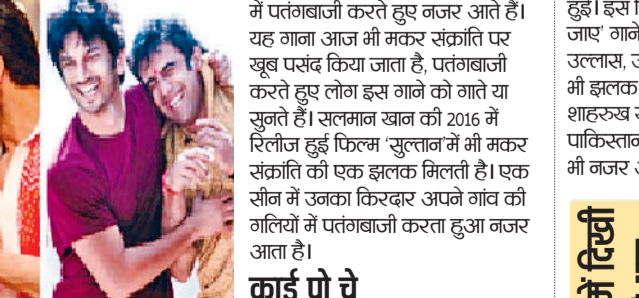 में पतंगबाजी करते हुए नजर आते हैं।
यह गाना आज भी मकर संक्रांति पर
खूब पसंद किया जाता है, पतंगबाजी
करते हुए लोग इस गाने को गाते या
सुनते हैं। सलमान खान की 2016 में
रिलीज हुई फिल्म ‘सुल्तान’में भी मकर
संक्रांति की एक झलक मिलती है। एक
सीन में उनका किरदार अपने गांव की
गलियों में पतंगबाजी करता हुआ नजर
आता है।
काई पो चे
हुई। इस
जाए’ गाने
उल्लास,
भी झलक
शाहरुख
पाकिस्तान
भी नजर
में दिखी